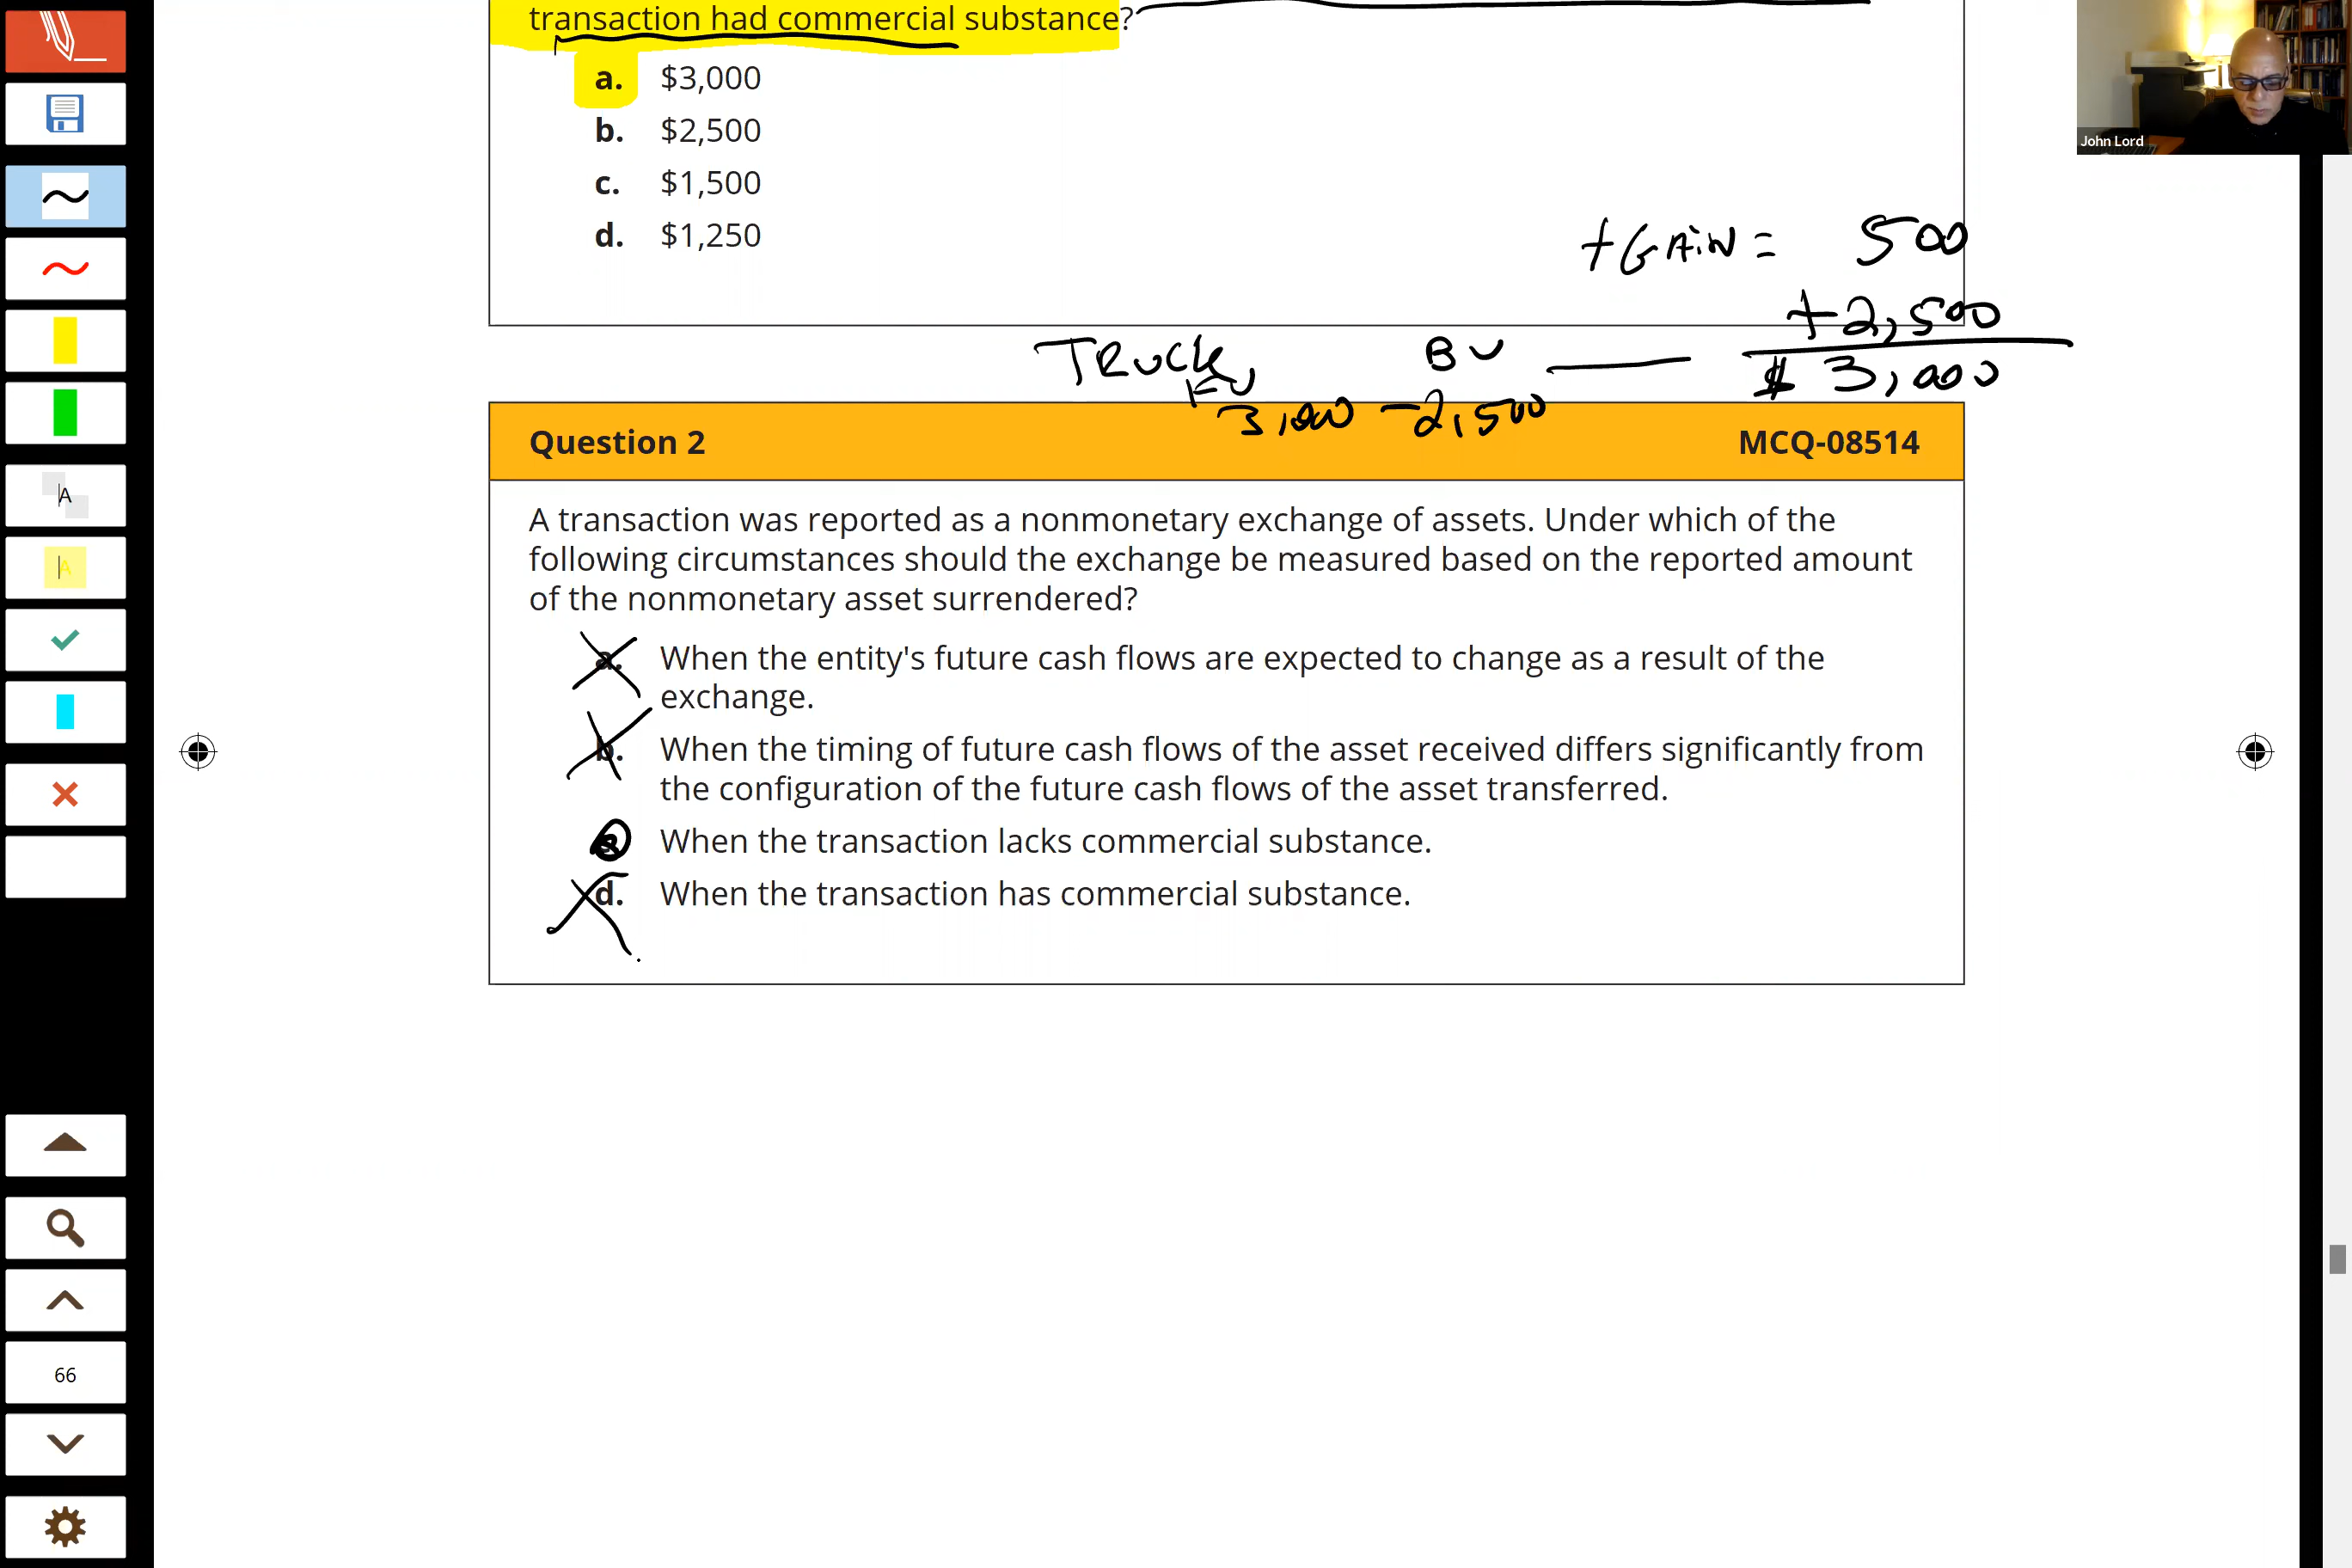 transaction had commercial substance?
John Lord
a. $3,000
b. $2,500
c. $1,500
d. $1,250
+ GAIN = 500
+2,500
$ 3,000
TRUCK BV
FV
3,000 -2,500
Question 2 MCQ-08514
A transaction was reported as a nonmonetary exchange of assets. Under which of the
following circumstances should the exchange be measured based on the reported amount
of the nonmonetary asset surrendered?
a. When the entity's future cash flows are expected to change as a result of the
exchange.
b. When the timing of future cash flows of the asset received differs significantly from
the configuration of the future cash flows of the asset transferred.
When the transaction lacks commercial substance.
d. When the transaction has commercial substance.
A
A
66